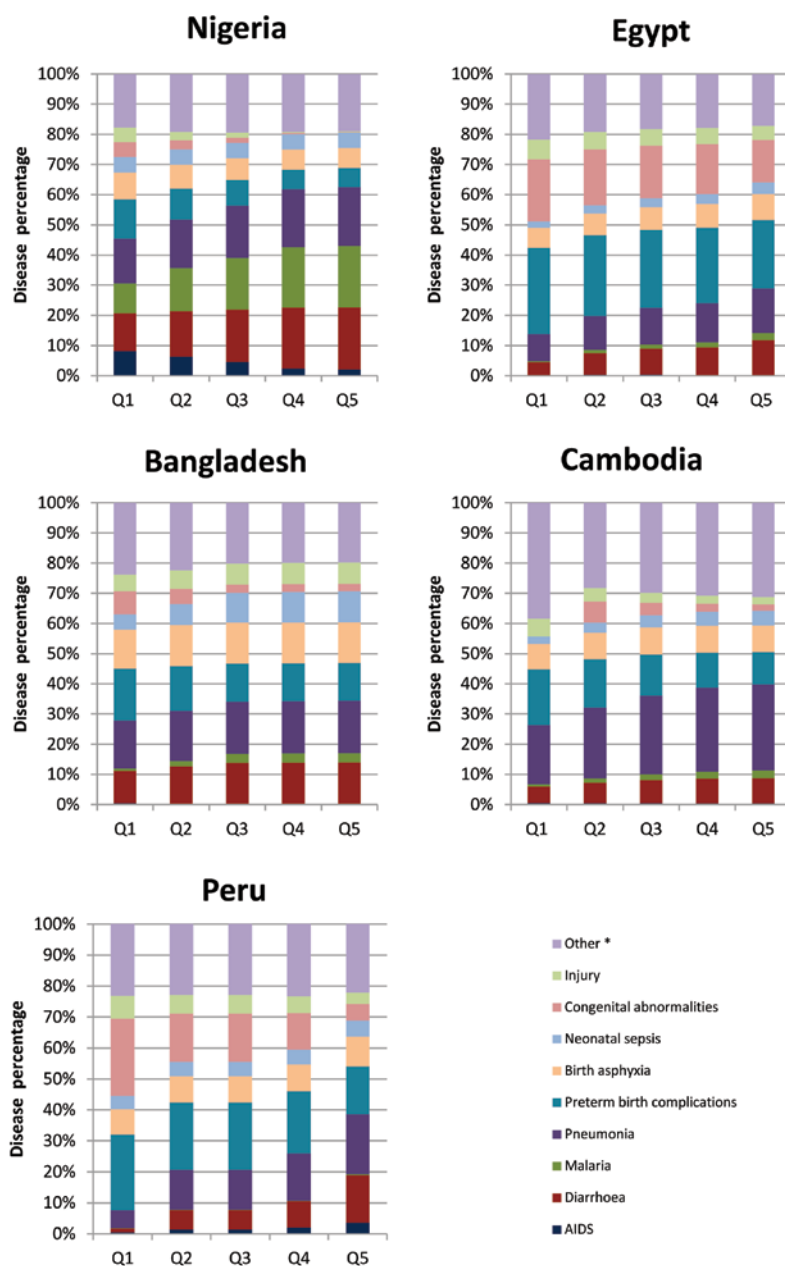 Nigeria
Disease percentage
100%
90%
80%
70%
60%
50%
40%
30%
20%
10%
0%
Q1 Q2 Q3 Q4 Q5
Egypt
Disease percentage
100%
90%
80%
70%
60%
50%
40%
30%
20%
10%
0%
Q1 Q2 Q3 Q4 Q5
Bangladesh
Disease percentage
100%
90%
80%
70%
60%
50%
40%
30%
20%
10%
0%
Q1 Q2 Q3 Q4 Q5
Cambodia
Disease percentage
100%
90%
80%
70%
60%
50%
40%
30%
20%
10%
0%
Q1 Q2 Q3 Q4 Q5
Peru
Disease percentage
100%
90%
80%
70%
60%
50%
40%
30%
20%
10%
0%
Q1 Q2 Q3 Q4 Q5
Other *
Injury
Congenital abnormalities
Neonatal sepsis
Birth asphyxia
Preterm birth complications
Pneumonia
Malaria
Diarrhoea
AIDS